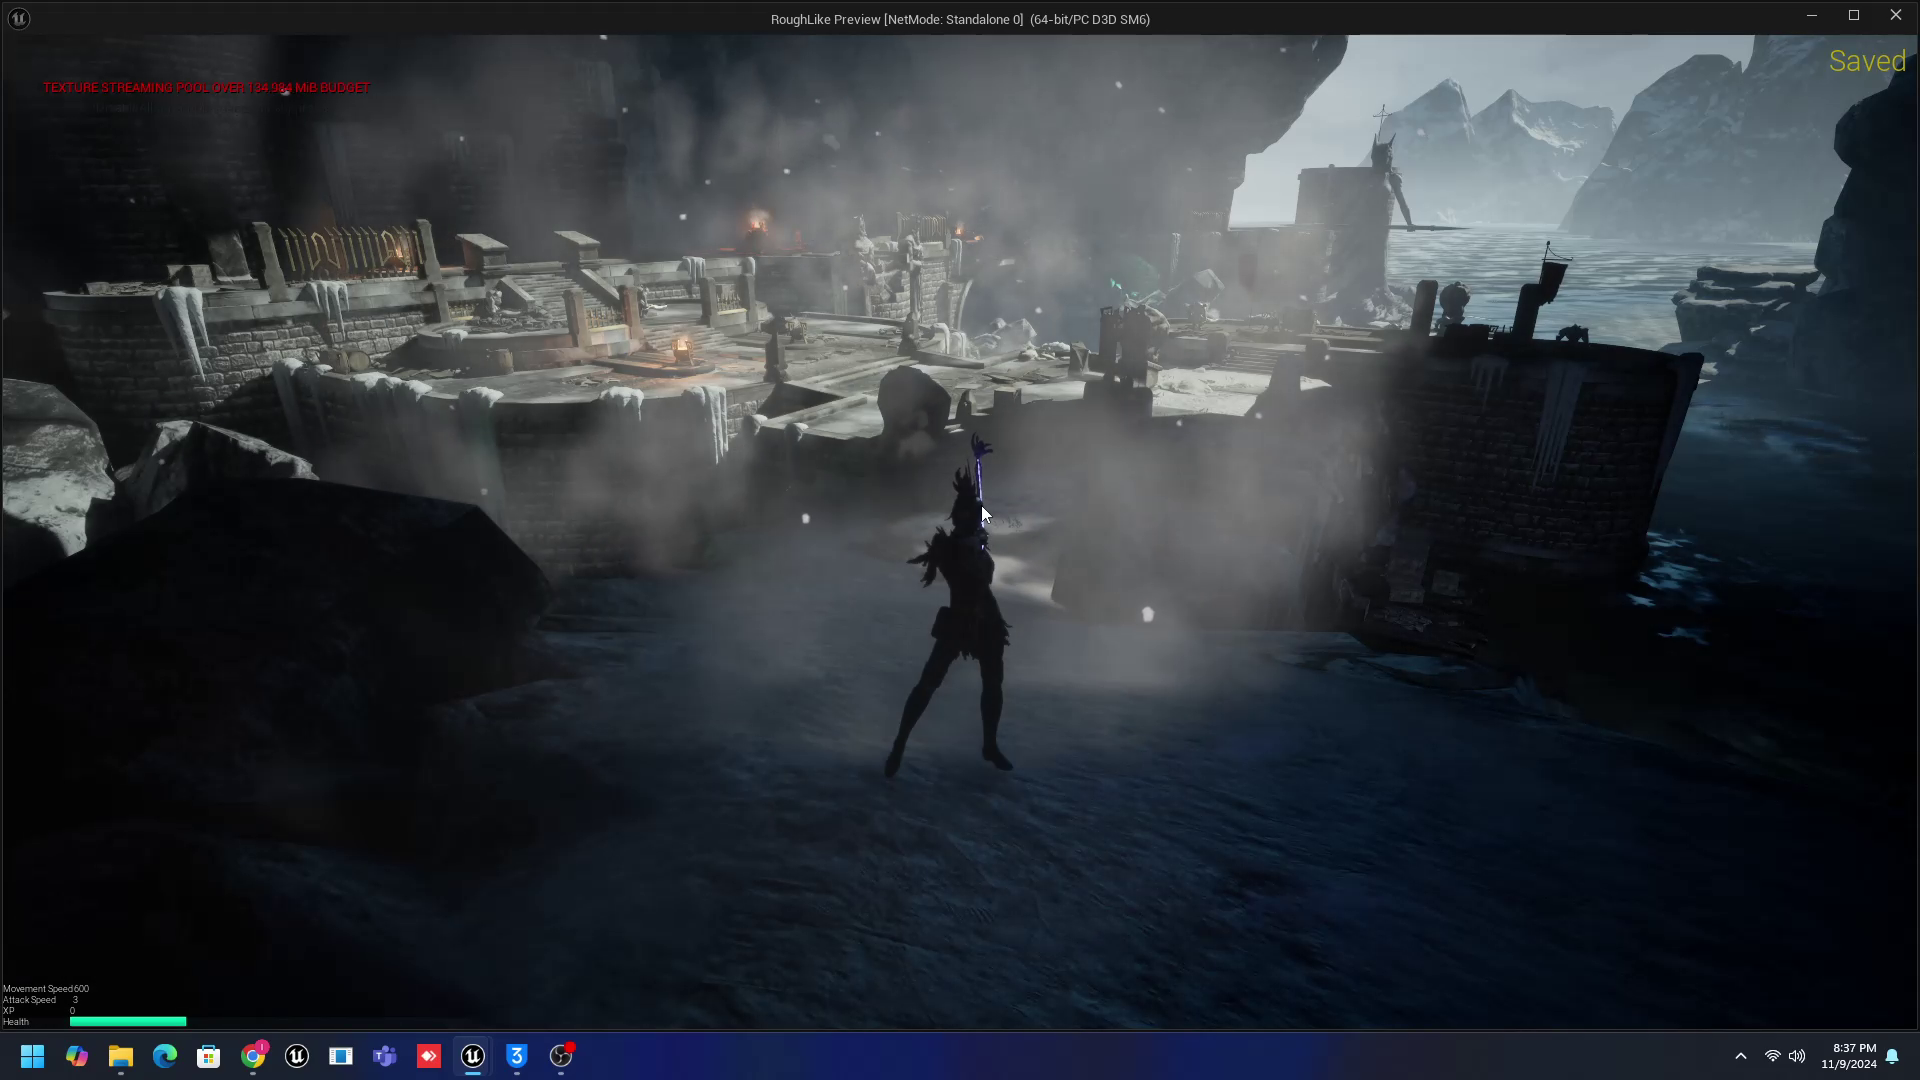 RoughLike Preview [NetMode: Standalone 0] (64-bit/PC D3D SM6)
Saved
TEXTURE STREAMING POOL OVER 134.984 MiB BUDGET
Movement Speed 600
Attack Speed 3
XP 0
Health
8:37 PM
11/9/2024